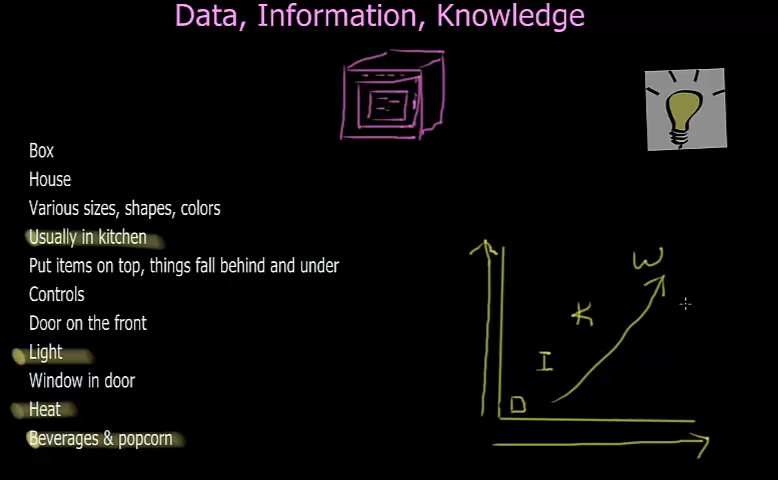 Data, Information, Knowledge
Box
House
Various sizes, shapes, colors
Usually in kitchen
Put items on top, things fall behind and under
Controls
Door on the front
Light
Window in door
Heat
Beverages & popcorn
W
K
I
D